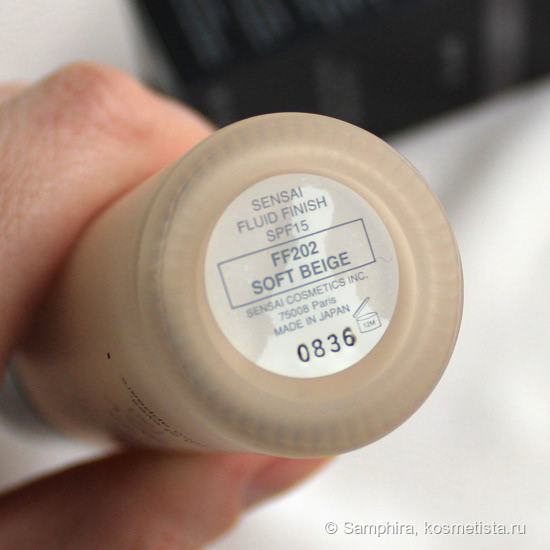 SENSAI
FLUID FINISH
SPF15
FF202
SOFT BEIGE
SENSAI COSMETICS INC.
75008 Paris
MADE IN JAPAN
12M
0836
© Samphira, kosmetista.ru